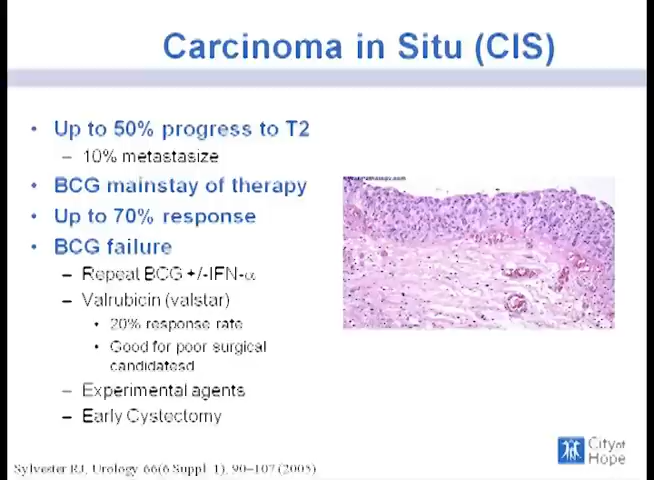 Carcinoma in Situ (CIS)
• Up to 50% progress to T2
– 10% metastasize
• BCG mainstay of therapy
• Up to 70% response
• BCG failure
– Repeat BCG +/-IFN-α
– Valrubicin (valstar)
• 20% response rate
• Good for poor surgical
candidatesd
– Experimental agents
– Early Cystectomy
City of
Hope
Sylvester RJ, Urology 66(6 Suppl. 1), 90–107 (2005)